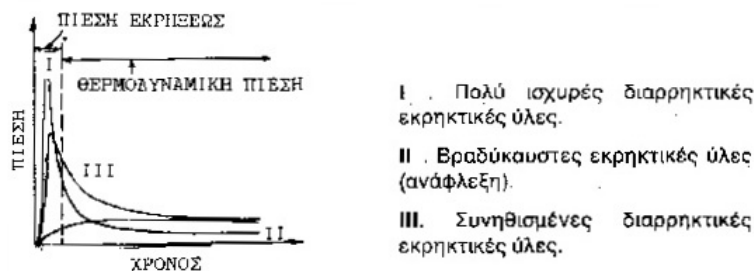 ΠΙΕΣΗ ΕΚΡΗΞΕΩΣ
I
ΘΕΡΜΟΔΥΝΑΜΙΚΗ ΠΙΕΣΗ
ΠΙΕΣΗ
III
II
ΧΡΟΝΟΣ
I . Πολύ ισχυρές διαρρηκτικές
εκρηκτικές ύλες.
II . Βραδύκαυστες εκρηκτικές ύλες
(ανάφλεξη).
III. Συνηθισμένες διαρρηκτικές
εκρηκτικές ύλες.